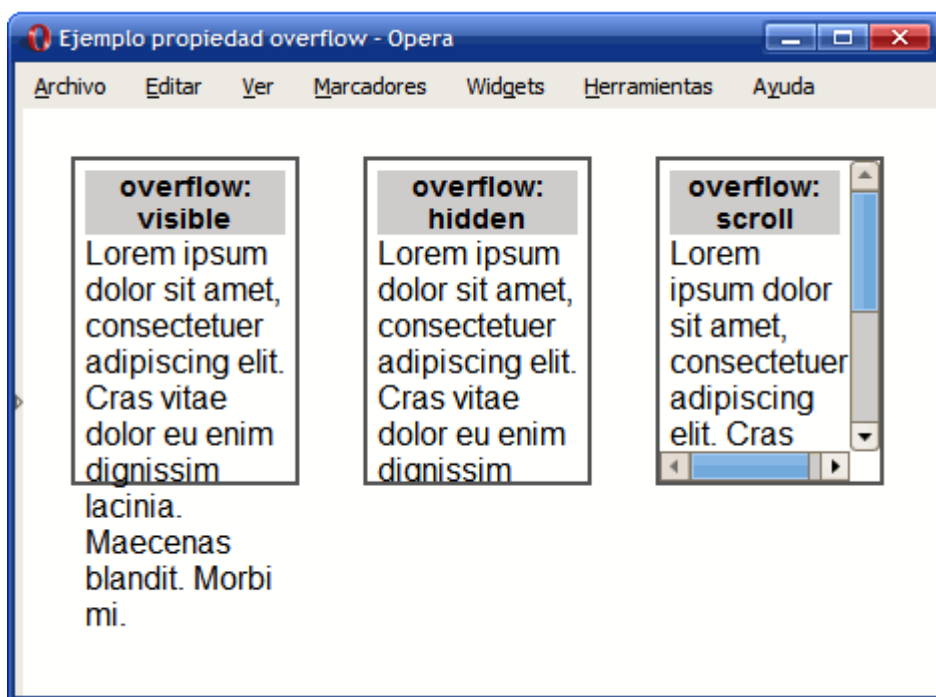 Ejemplo propiedad overflow - Opera
Archivo Editar Ver Marcadores Widgets Herramientas Ayuda
overflow:
visible
Lorem ipsum
dolor sit amet,
consectetuer
adipiscing elit.
Cras vitae
dolor eu enim
dignissim
lacinia.
Maecenas
blandit. Morbi
mi.
overflow:
hidden
Lorem ipsum
dolor sit amet,
consectetuer
adipiscing elit.
Cras vitae
dolor eu enim
dignissim
overflow:
scroll
Lorem
ipsum dolor
sit amet,
consectetuer
adipiscing
elit. Cras